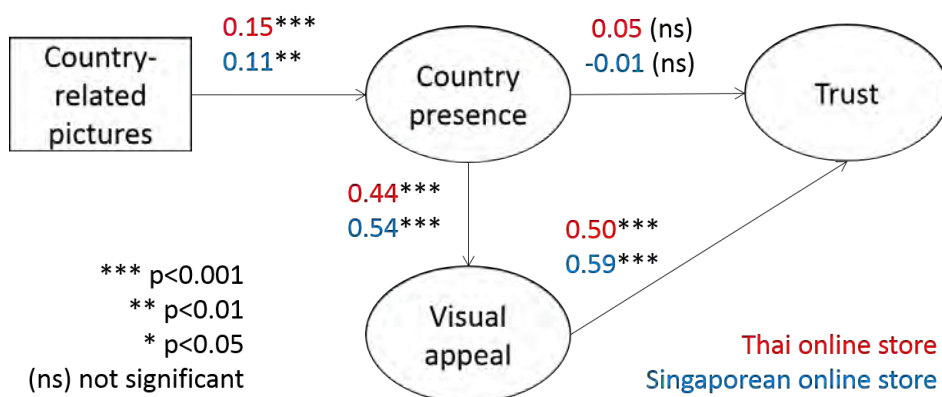 0.15***
0.11**
Country-
related
pictures
Country
presence
0.05 (ns)
-0.01 (ns)
Trust
0.44***
0.54***
0.50***
0.59***
*** p<0.001
** p<0.01
* p<0.05
(ns) not significant
Visual
appeal
Thai online store
Singaporean online store